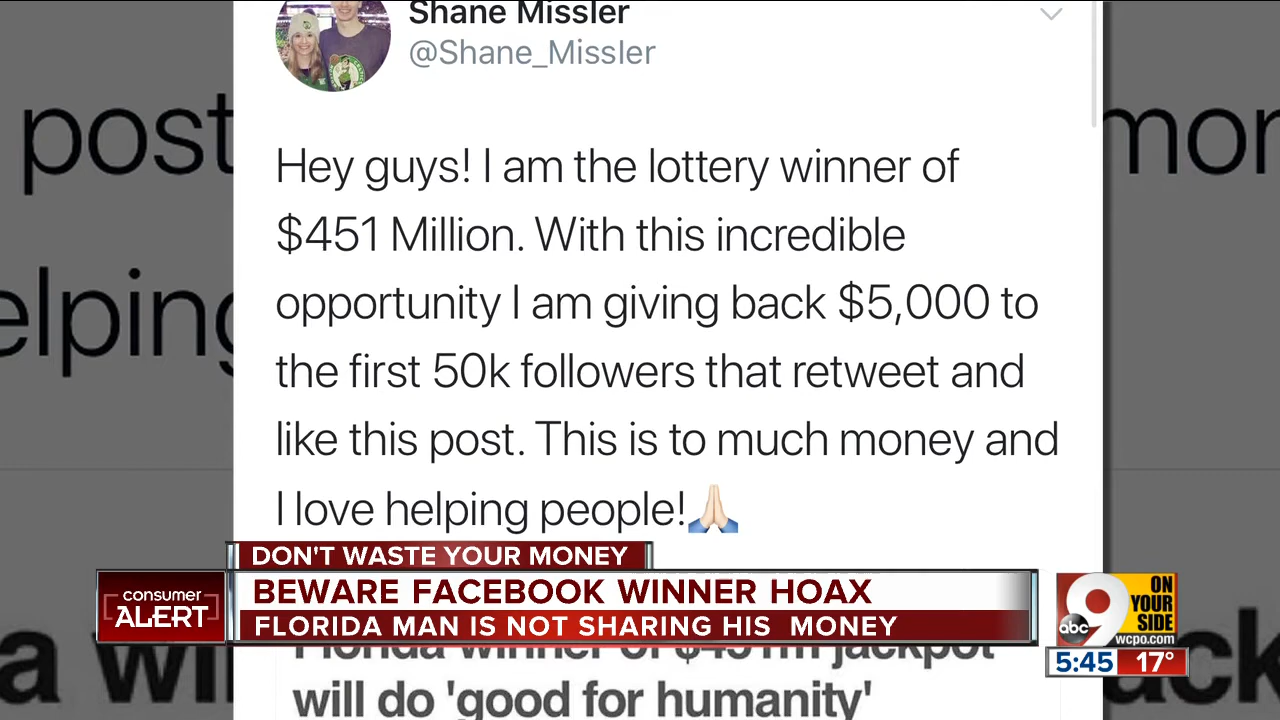 Shane Missler
@Shane_Missler
post
mor
Hey guys! I am the lottery winner of
$451 Million. With this incredible
opportunity I am giving back $5,000 to
the first 50k followers that retweet and
like this post. This is to much money and
I love helping people!🙏🏻
elping
DON'T WASTE YOUR MONEY
consumer
ALERT
BEWARE FACEBOOK WINNER HOAX
FLORIDA MAN IS NOT SHARING HIS MONEY
abc 9
ON
YOUR
SIDE
wcpo.com
5:45 17°
Florida winner of $451m jackpot
will do 'good for humanity'
a wi
ack